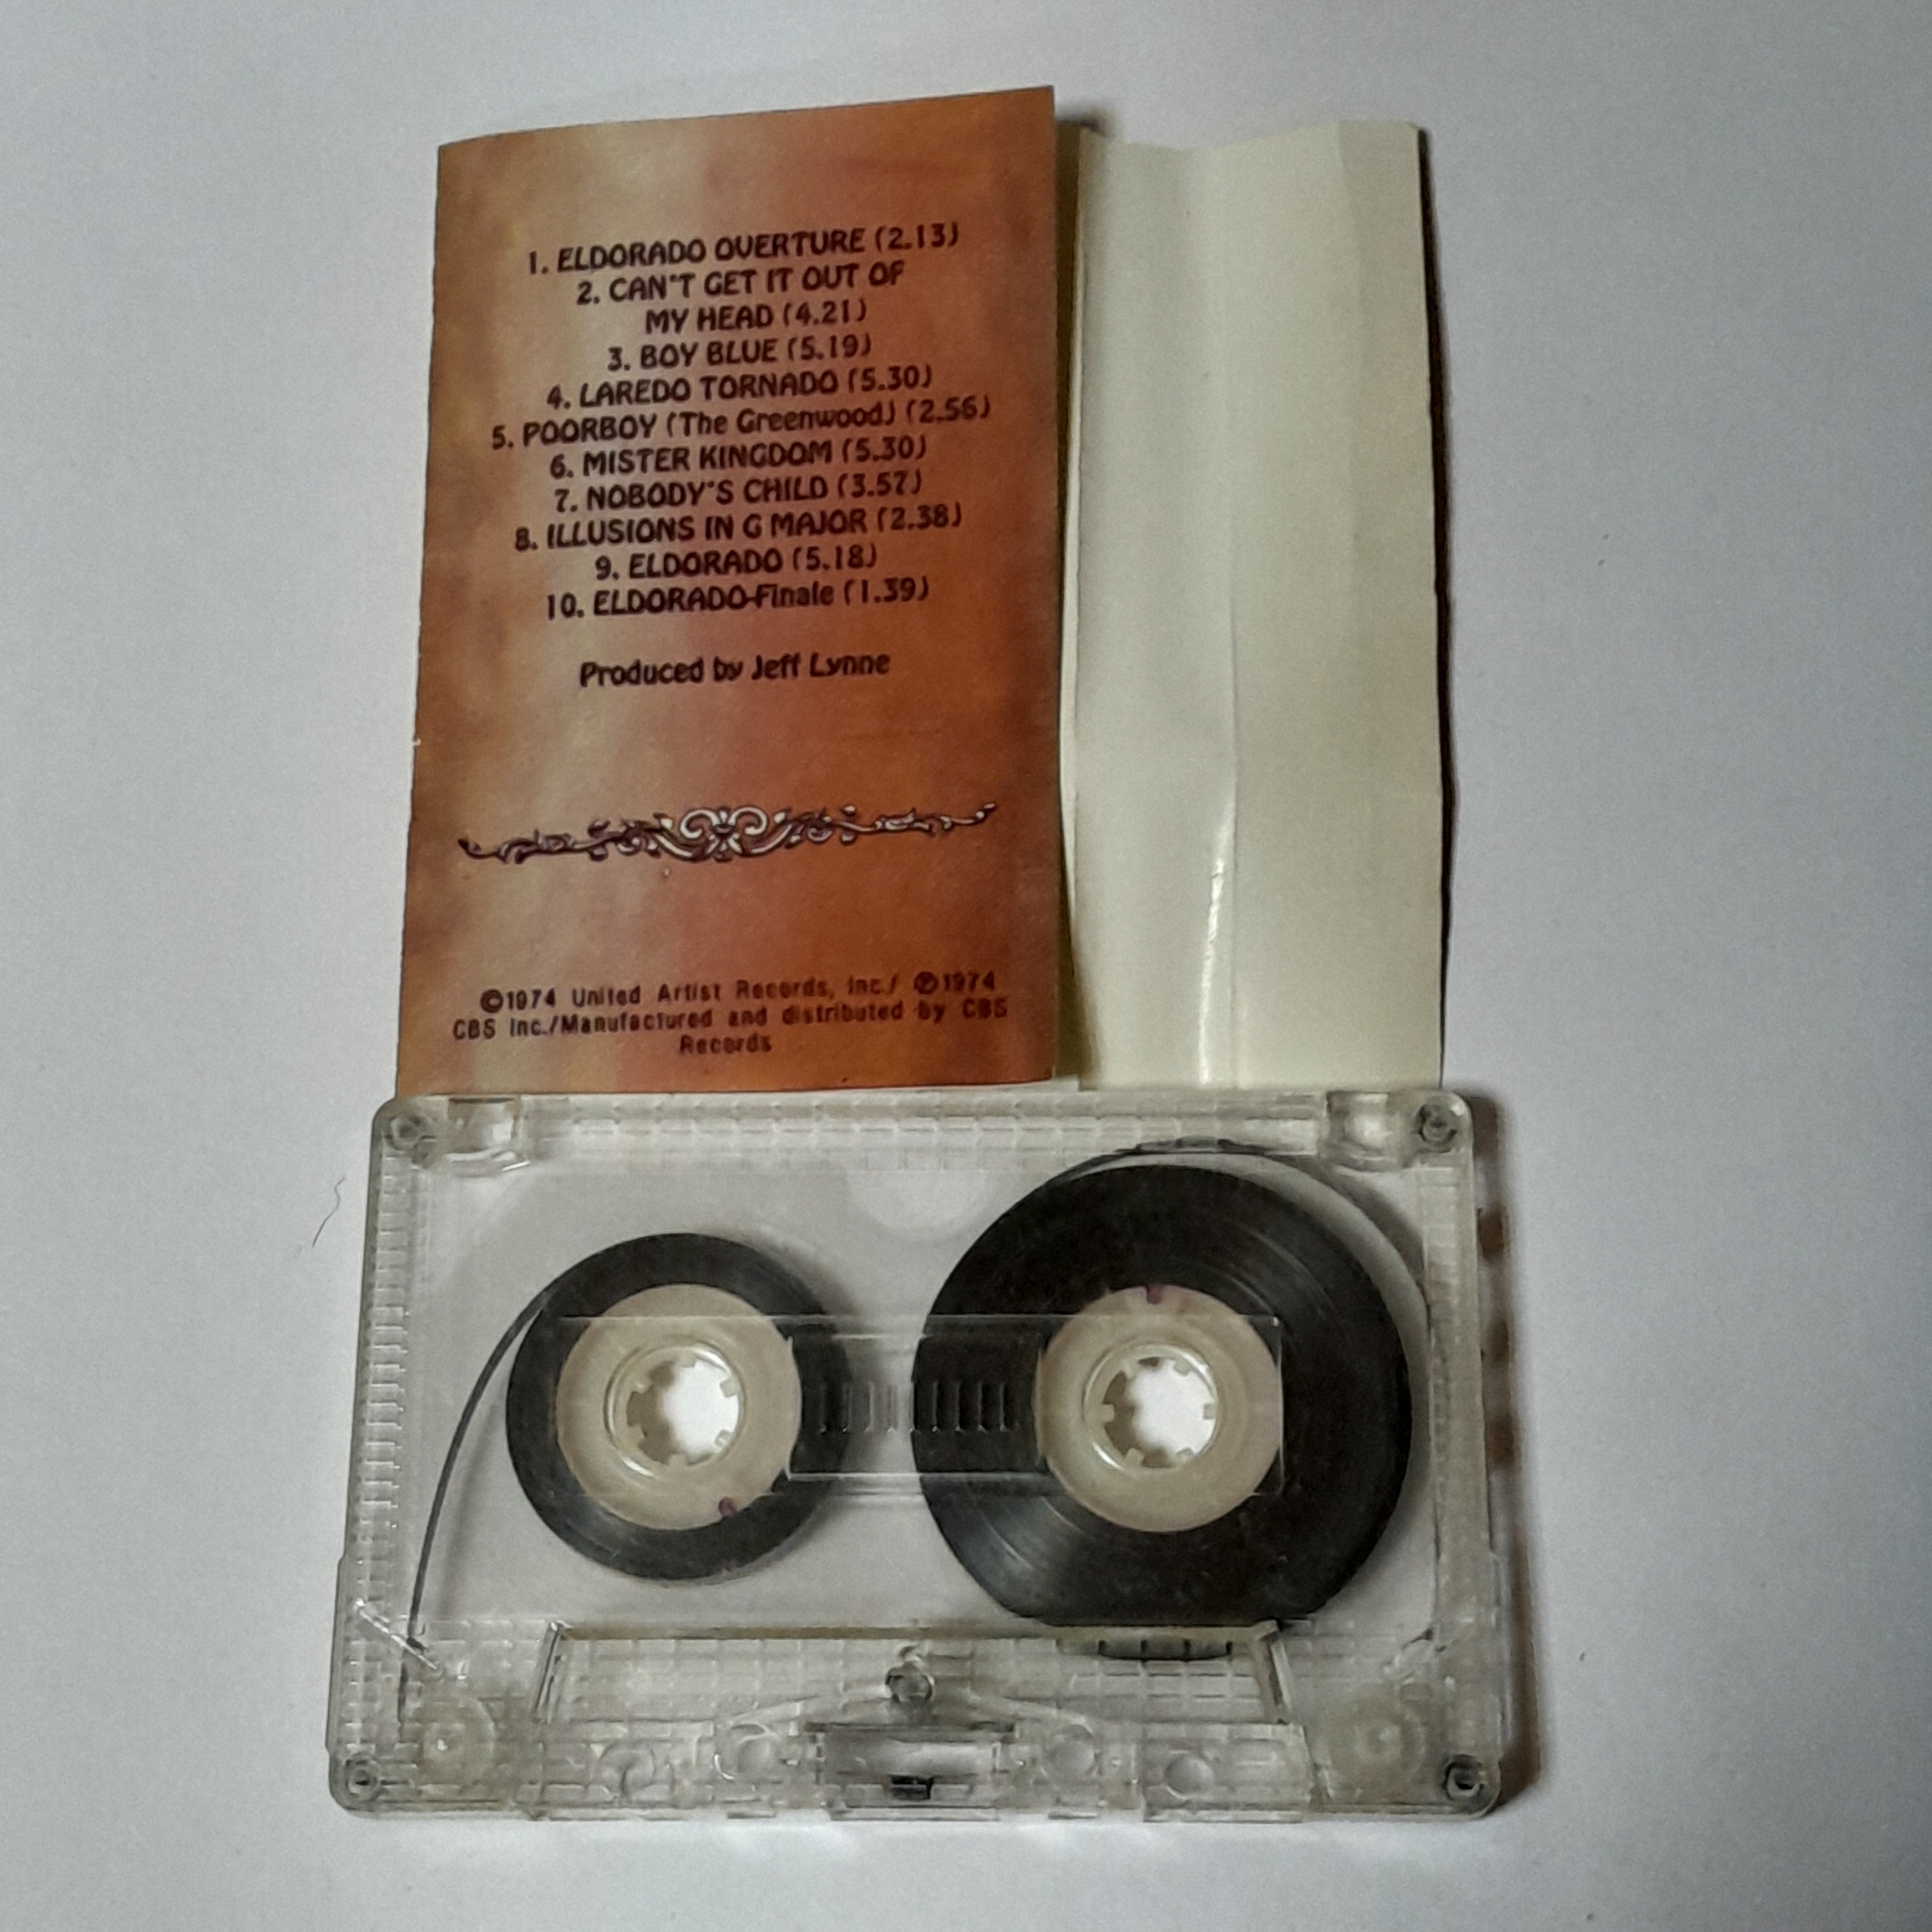 1. ELDORADO OVERTURE (2.13)
2. CAN'T GET IT OUT OF
MY HEAD (4.21)
3. BOY BLUE (5.19)
4. LAREDO TORNADO (5.30)
5. POORBOY (The Greenwood) (2.56)
6. MISTER KINGDOM (5.30)
7. NOBODY'S CHILD (3.57)
8. ILLUSIONS IN G MAJOR (2.38)
9. ELDORADO (5.18)
10. ELDORADO-Finale (1.39)
Produced by Jeff Lynne
©1974 United Artist Records, Inc./ ℗1974
CBS Inc./Manufactured and distributed by CBS
Records